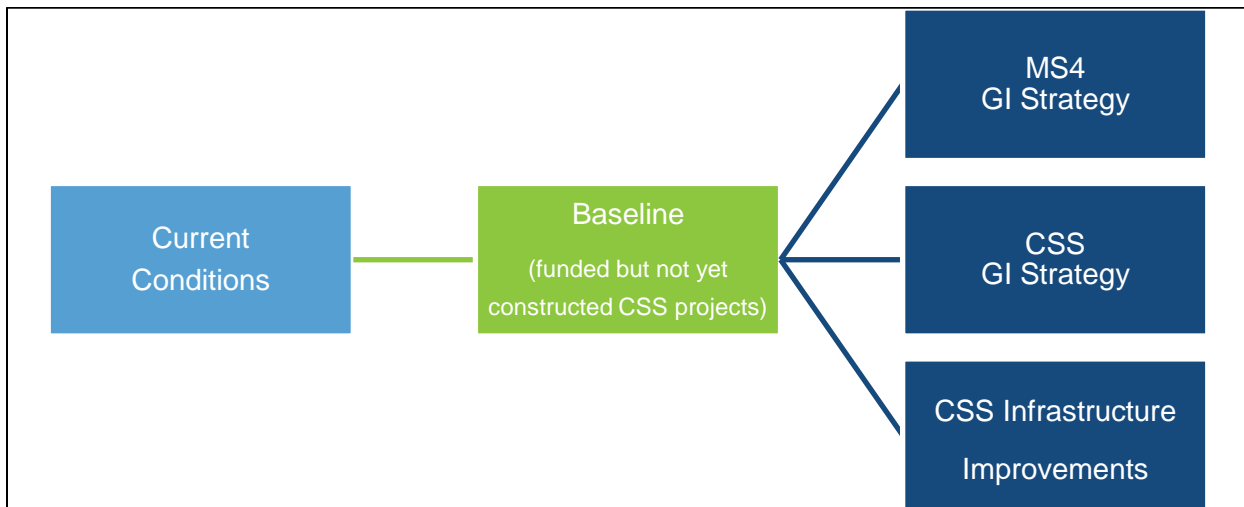 Current
Conditions
Baseline
(funded but not yet
constructed CSS projects)
MS4
GI Strategy
CSS
GI Strategy
CSS Infrastructure
Improvements